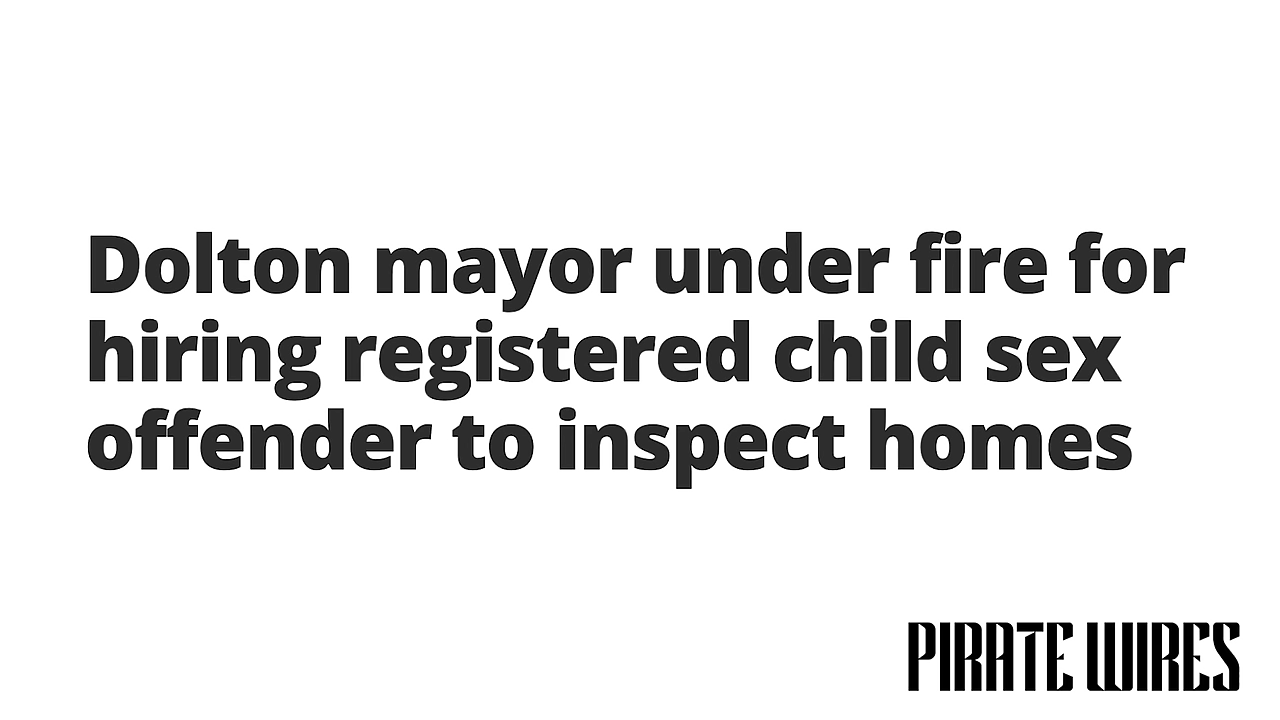 Dolton mayor under fire for
hiring registered child sex
offender to inspect homes
PIRATE WIRES